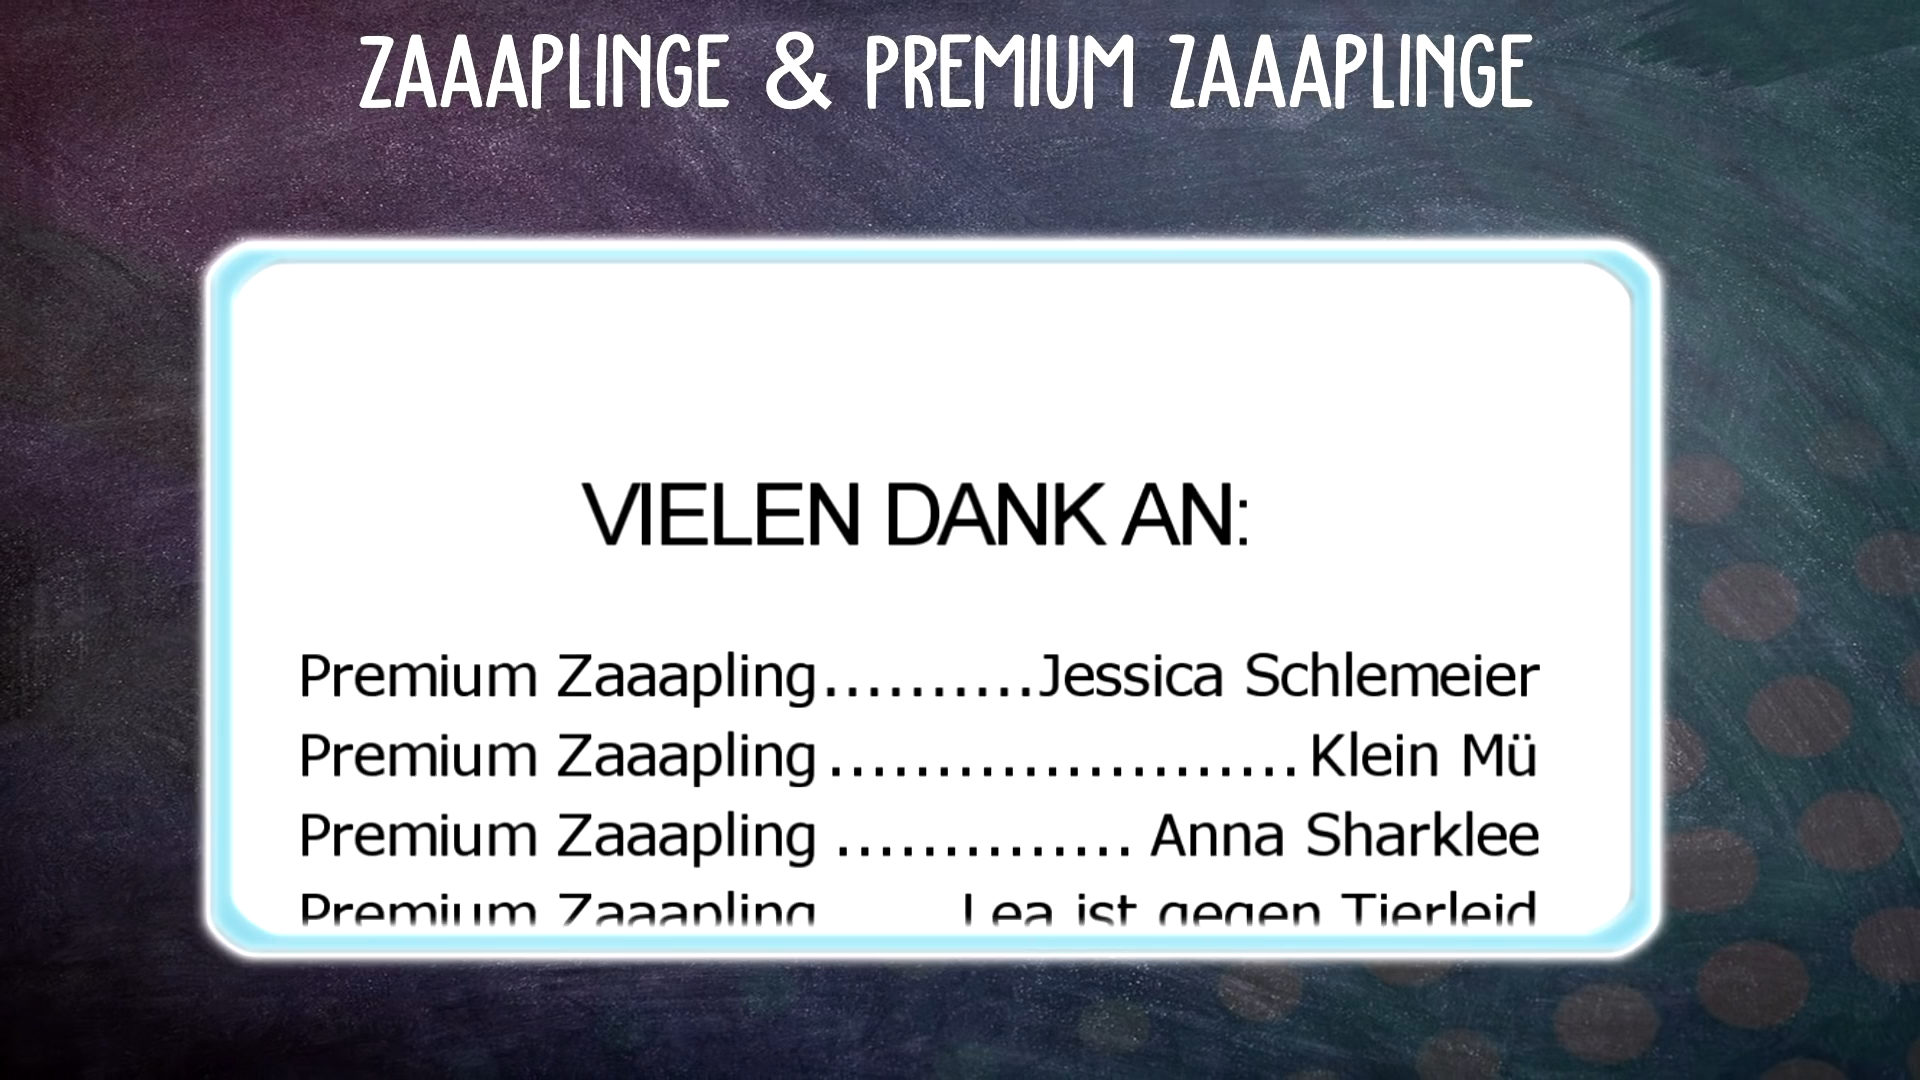 ZAAAPLINGE & PREMIUM ZAAAPLINGE
VIELEN DANK AN:
Premium Zaaapling..........Jessica Schlemeier
Premium Zaaapling......................Klein Mü
Premium Zaaapling .............. Anna Sharklee
Premium Zaaapling Lea ist gegen Tierleid